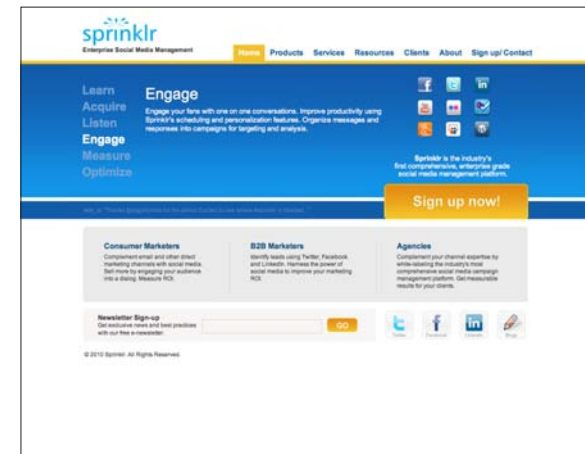 sprinklr
Enterprise Social Media Management
Home Products Services Resources Clients About Sign up/ Contact
Learn
Acquire
Listen
Engage
Measure
Optimize
Engage
Engage your fans with one on one conversations. Improve productivity using
Sprinklr's scheduling and personalization features. Organize messages and
responses into campaigns for targeting and analysis.
Sprinklr is the industry's
first comprehensive, enterprise grade
social media management platform.
Sign up now!
Consumer Marketers
Complement email and other direct
marketing channels with social media.
Sell more by engaging your audience
into a dialog. Measure ROI.
B2B Marketers
Identify leads using Twitter, Facebook
and LinkedIn. Harness the power of
social media to improve your marketing
ROI.
Agencies
Complement your channel expertise by
white-labeling the industry's most
comprehensive social media campaign
management platform. Get measurable
results for your clients.
Newsletter Sign-up
Get exclusive news and best practices
with our free e-newsletter.
GO
Twitter
Facebook
LinkedIn
Blogs
© 2010 Sprinklr. All Rights Reserved.